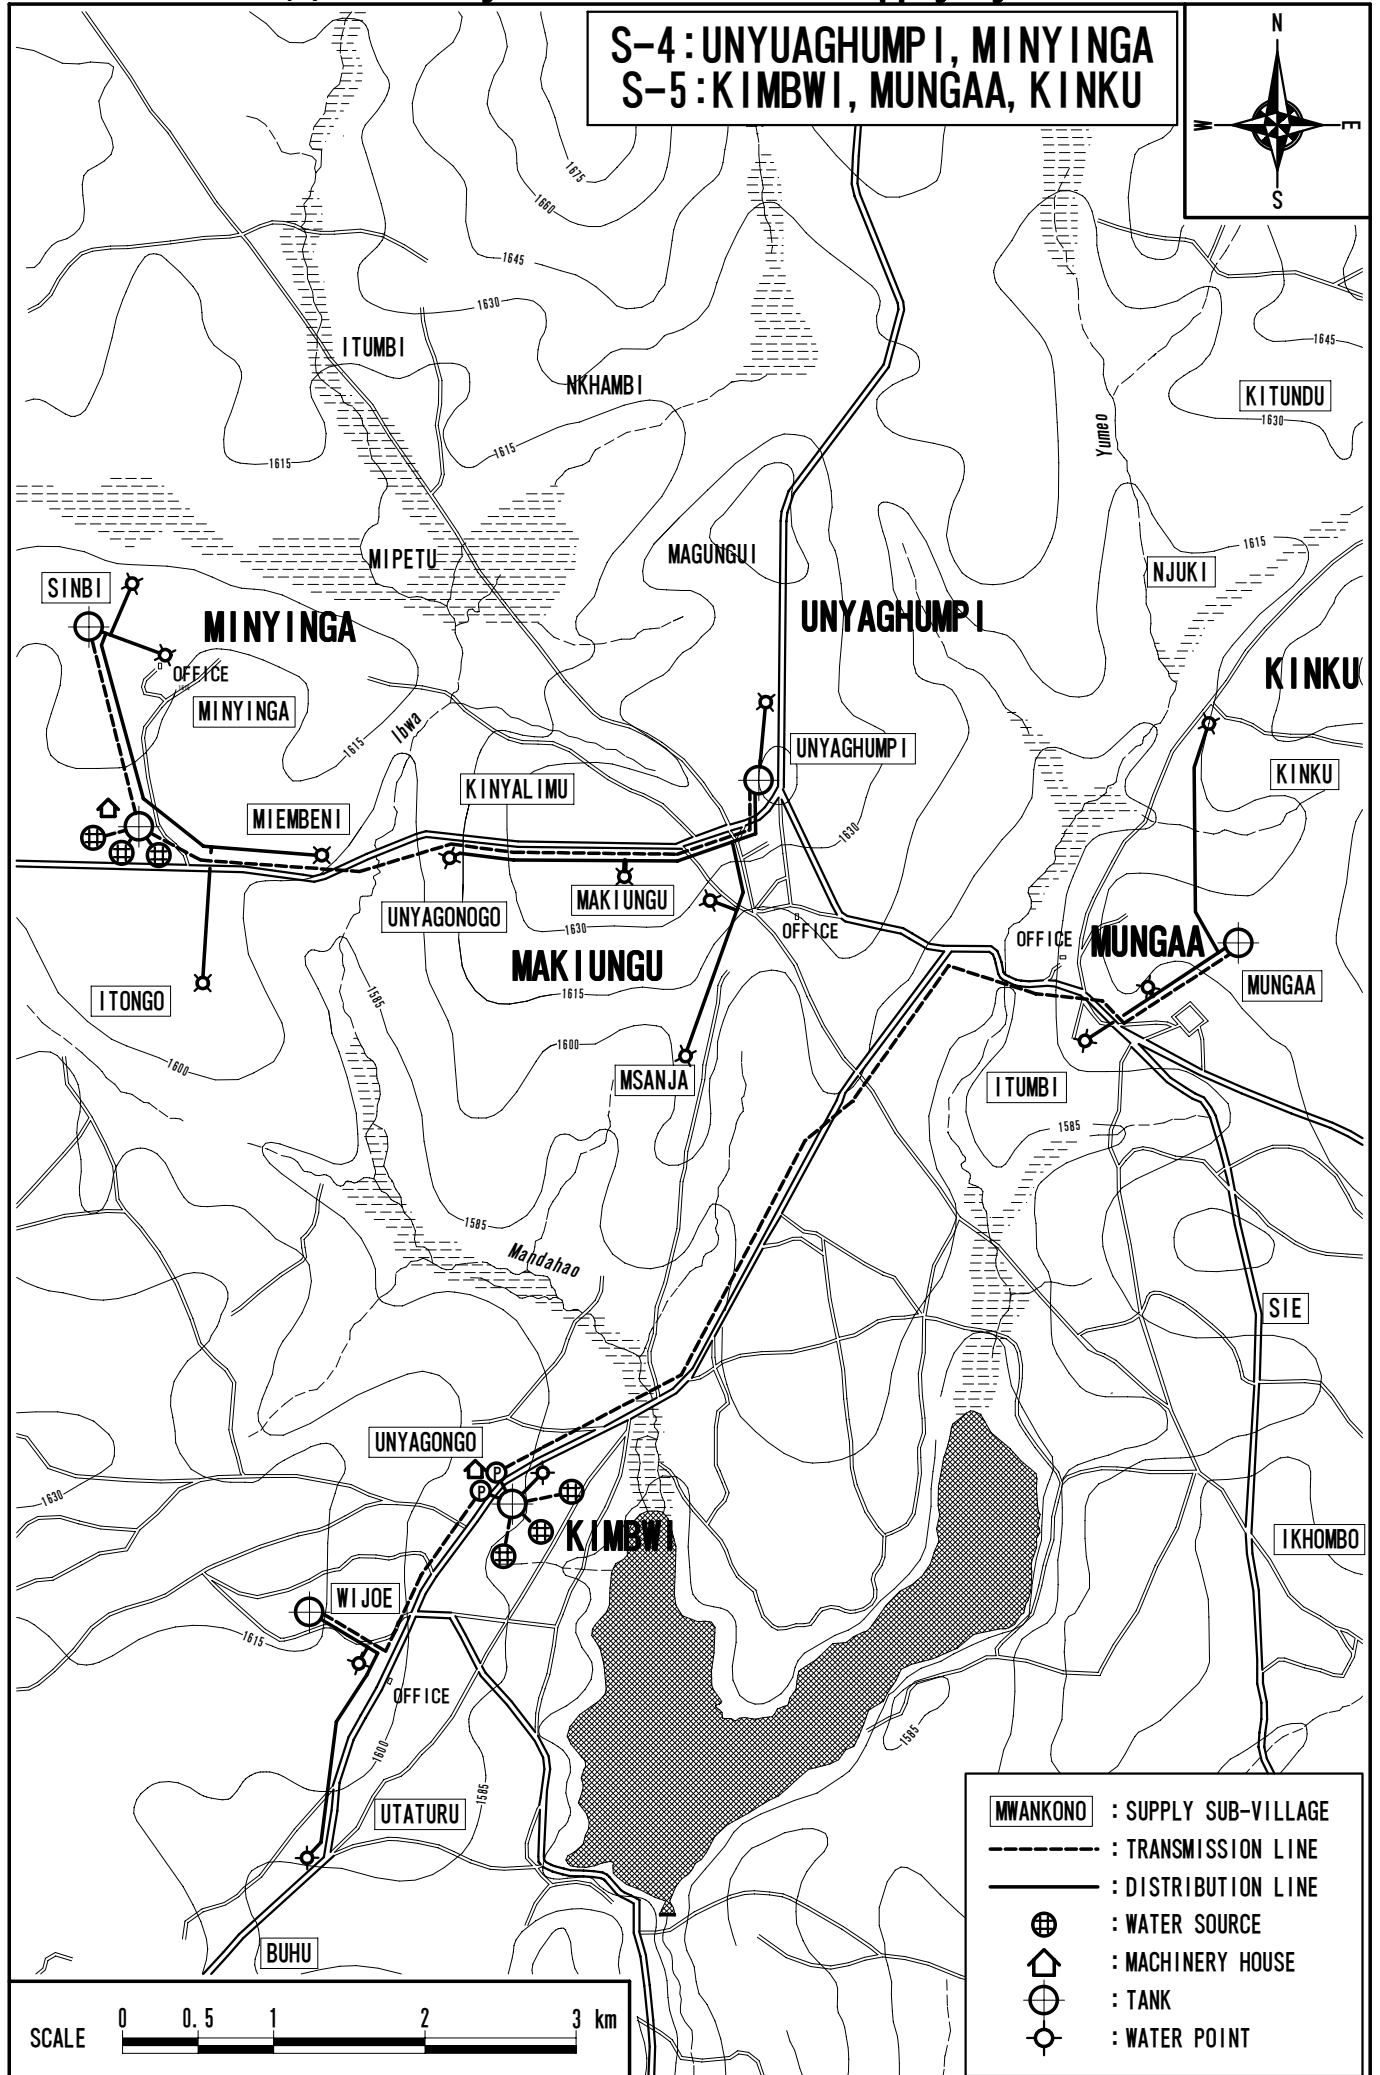 S-4:UNYUAGHUMPI, MINYINGA
S-5:KIMBWI, MUNGAA, KINKU
N
W
E
S
1675
1660
1645
1630
1645
ITUMBI
NKHAMBI
KITUNDU
1630
Yumeo
1615
1615
MIPETU
MAGUNGUI
1615
NJUKI
SINBI
MINYINGA
UNYAGHUMPI
OFFICE
KINKU
MINYINGA
Ibwa
1615
UNYAGHUMPI
KINYALIMU
KINKU
MIEMBENI
1630
MAKIUNGU
UNYAGONOGO
1630
OFFICE
OFFICE
MUNGAA
MAKIUNGU
ITONGO
1585
1615
MUNGAA
1600
1600
MSANJA
ITUMBI
1585
1585
Mandahao
SIE
UNYAGONGO
P
P
1630
KIMBWI
IKHOMBO
WIJOE
1615
OFFICE
1600
1585
1585
UTATURU
BUHU
MWANKONO : SUPPLY SUB-VILLAGE
: TRANSMISSION LINE
: DISTRIBUTION LINE
: WATER SOURCE
: MACHINERY HOUSE
: TANK
: WATER POINT
SCALE 0 0.5 1 2 3 km